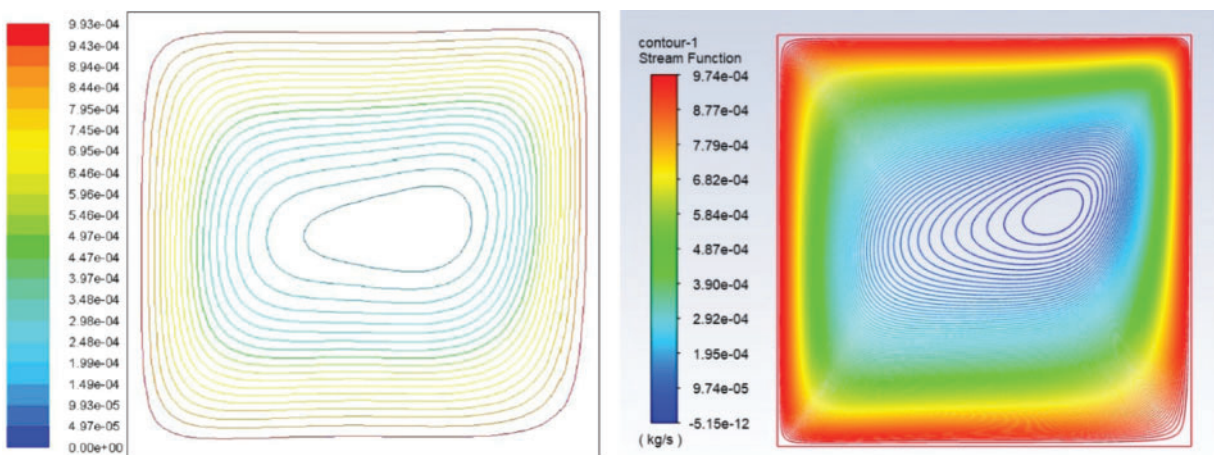 9.93e-04
9.43e-04
8.94e-04
8.44e-04
7.95e-04
7.45e-04
6.95e-04
6.46e-04
5.96e-04
5.46e-04
4.97e-04
4.47e-04
3.97e-04
3.48e-04
2.98e-04
2.48e-04
1.99e-04
1.49e-04
9.93e-05
4.97e-05
0.00e+00
contour-1
Stream Function
9.74e-04
8.77e-04
7.79e-04
6.82e-04
5.84e-04
4.87e-04
3.90e-04
2.92e-04
1.95e-04
9.74e-05
-5.15e-12
( kg/s )